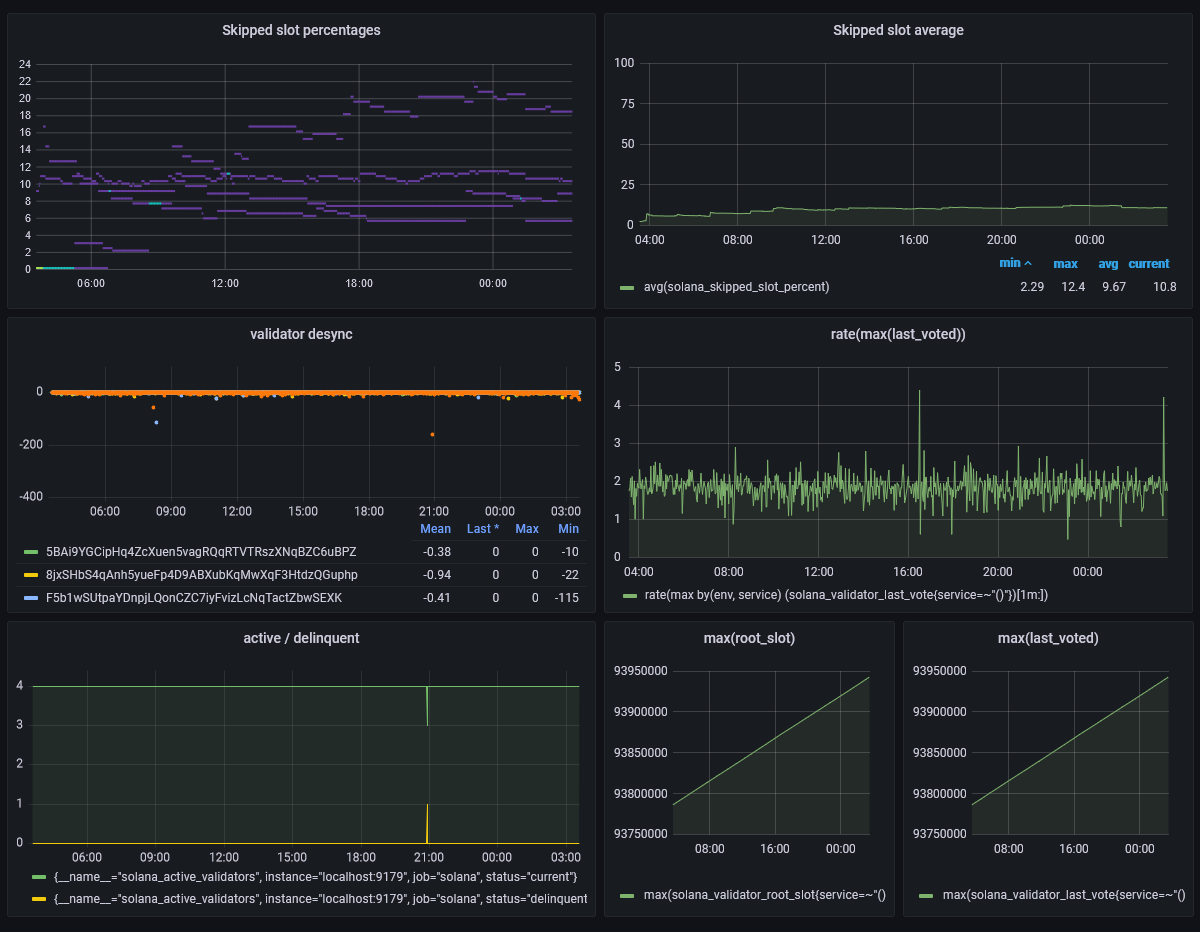 Skipped slot percentages
24
22
20
18
16
14
12
10
8
6
4
2
0
06:00 12:00 18:00 00:00
Skipped slot average
100
75
50
25
0
04:00 08:00 12:00 16:00 20:00 00:00
min max avg current
avg(solana_skipped_slot_percent) 2.29 12.4 9.67 10.8
validator desync
0
-200
-400
06:00 09:00 12:00 15:00 18:00 21:00 00:00 03:00
Mean Last * Max Min
5BAi9YGCipHq4ZcXuen5vagRQqRTVTRszXNqBZC6uBPZ -0.38 0 0 -10
8jxSHbS4qAnh5yueFp4D9ABXubKqMwXqF3HtdzQGuphp -0.94 0 0 -22
F5b1wSUtpaYDnpjLQonCZC7iyFvizLcNqTactZbwSEXK -0.41 0 0 -115
rate(max(last_voted))
5
4
3
2
1
0
04:00 08:00 12:00 16:00 20:00 00:00
rate(max by(env, service) (solana_validator_last_vote{service=~"()"})[1m:])
active / delinquent
4
3
2
1
0
06:00 09:00 12:00 15:00 18:00 21:00 00:00 03:00
{__name__="solana_active_validators", instance="localhost:9179", job="solana", status="current"}
{__name__="solana_active_validators", instance="localhost:9179", job="solana", status="delinquent
max(root_slot)
93950000
93900000
93850000
93800000
93750000
08:00 16:00 00:00
max(solana_validator_root_slot{service=~"()
max(last_voted)
93950000
93900000
93850000
93800000
93750000
08:00 16:00 00:00
max(solana_validator_last_vote{service=~"()